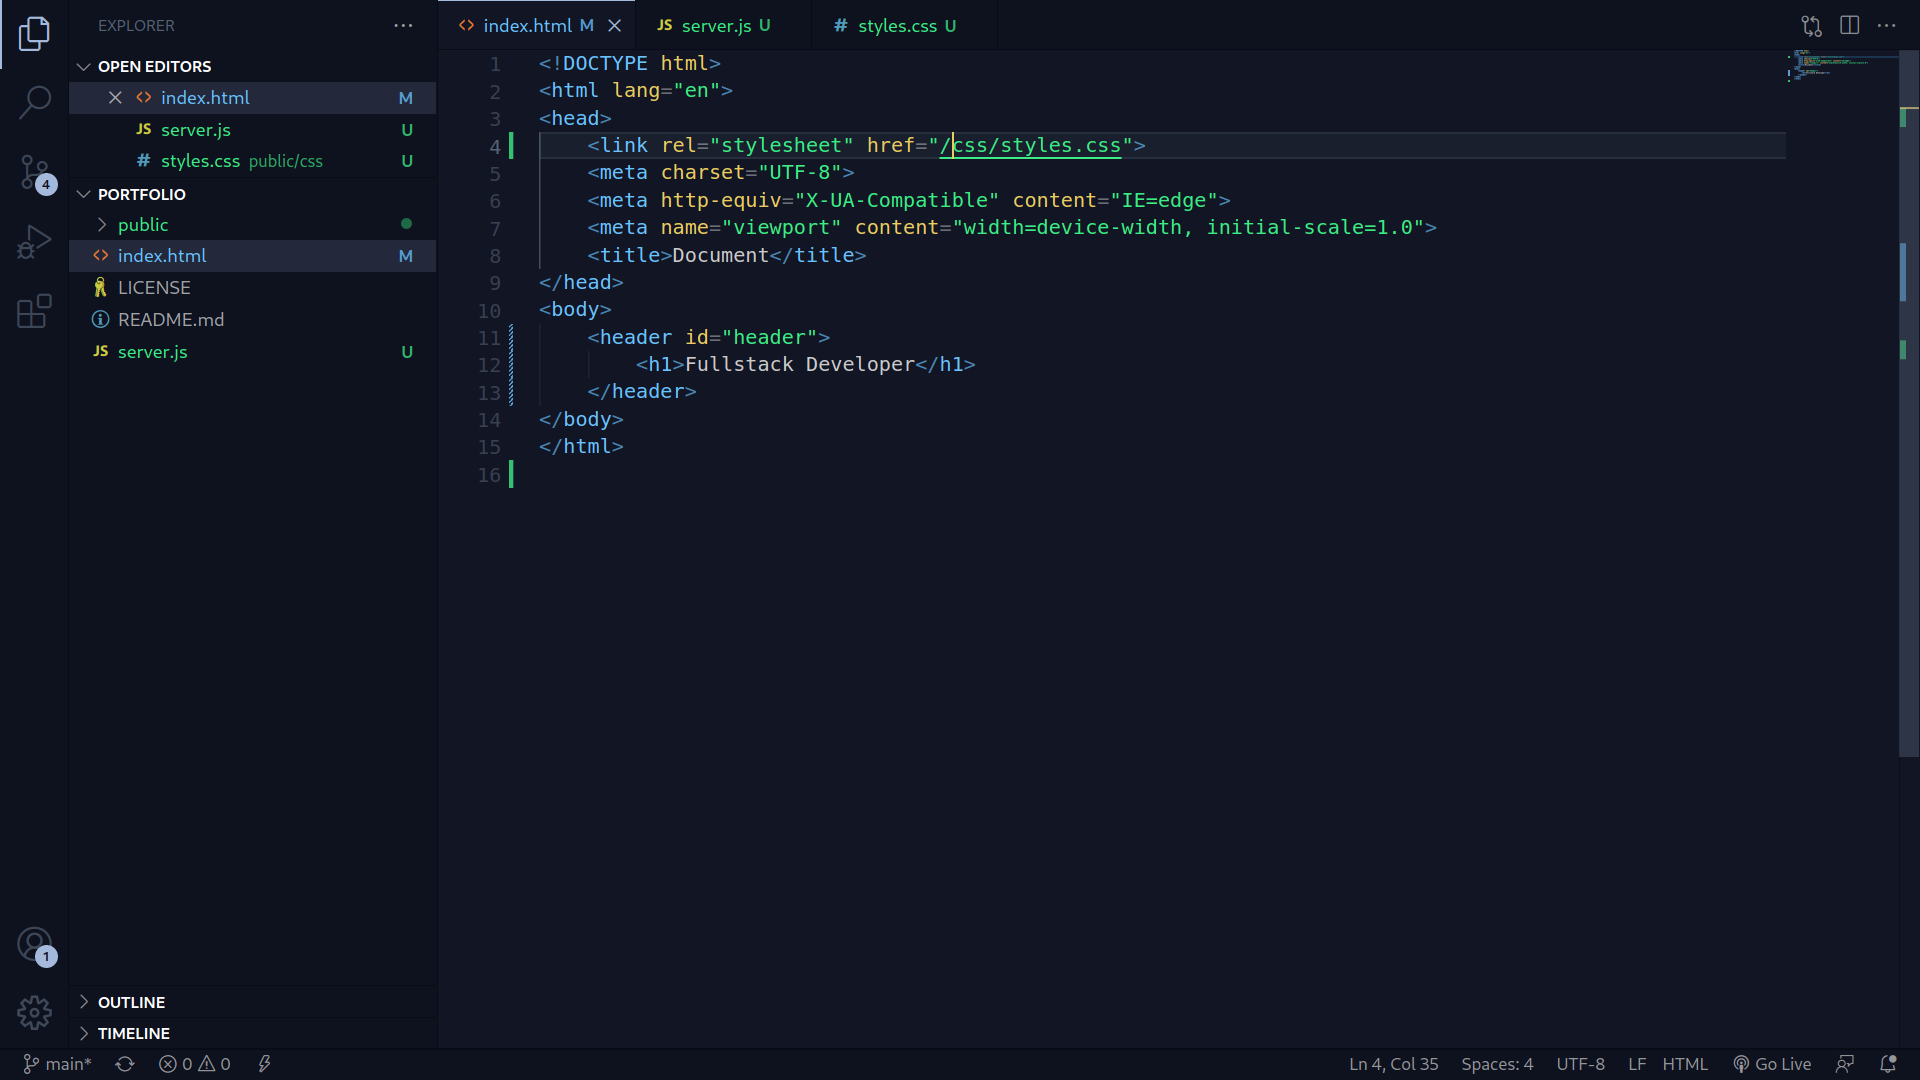 EXPLORER
OPEN EDITORS
index.html M
JS server.js U
# styles.css public/css U
PORTFOLIO
public
index.html M
LICENSE
README.md
JS server.js U
OUTLINE
TIMELINE
4
1
index.html M
JS server.js U
# styles.css U
1 <!DOCTYPE html>
2 <html lang="en">
3 <head>
4     <link rel="stylesheet" href="/css/styles.css">
5     <meta charset="UTF-8">
6     <meta http-equiv="X-UA-Compatible" content="IE=edge">
7     <meta name="viewport" content="width=device-width, initial-scale=1.0">
8     <title>Document</title>
9 </head>
10 <body>
11     <header id="header">
12         <h1>Fullstack Developer</h1>
13     </header>
14 </body>
15 </html>
16
main* 0 0 Ln 4, Col 35 Spaces: 4 UTF-8 LF HTML Go Live